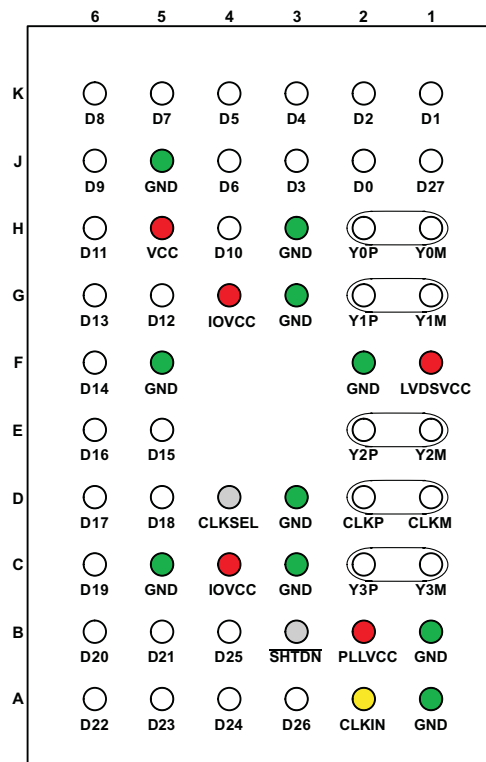 6 5 4 3 2 1
K
D8 D7 D5 D4 D2 D1
J
D9 GND D6 D3 D0 D27
H
D11 VCC D10 GND Y0P Y0M
G
D13 D12 IOVCC GND Y1P Y1M
F
D14 GND GND LVDSVCC
E
D16 D15 Y2P Y2M
D
D17 D18 CLKSEL GND CLKP CLKM
C
D19 GND IOVCC GND Y3P Y3M
B
D20 D21 D25 SHTDN PLLVCC GND
A
D22 D23 D24 D26 CLKIN GND